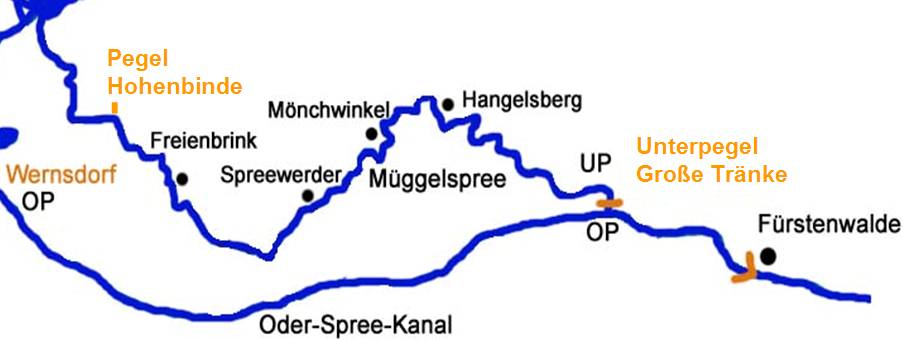 Pegel
Hohenbinde
Mönchwinkel
Hangelsberg
Freienbrink
Unterpegel
Große Tränke
Wernsdorf
OP
Spreewerder
Müggelspree
UP
OP
Fürstenwalde
Oder-Spree-Kanal